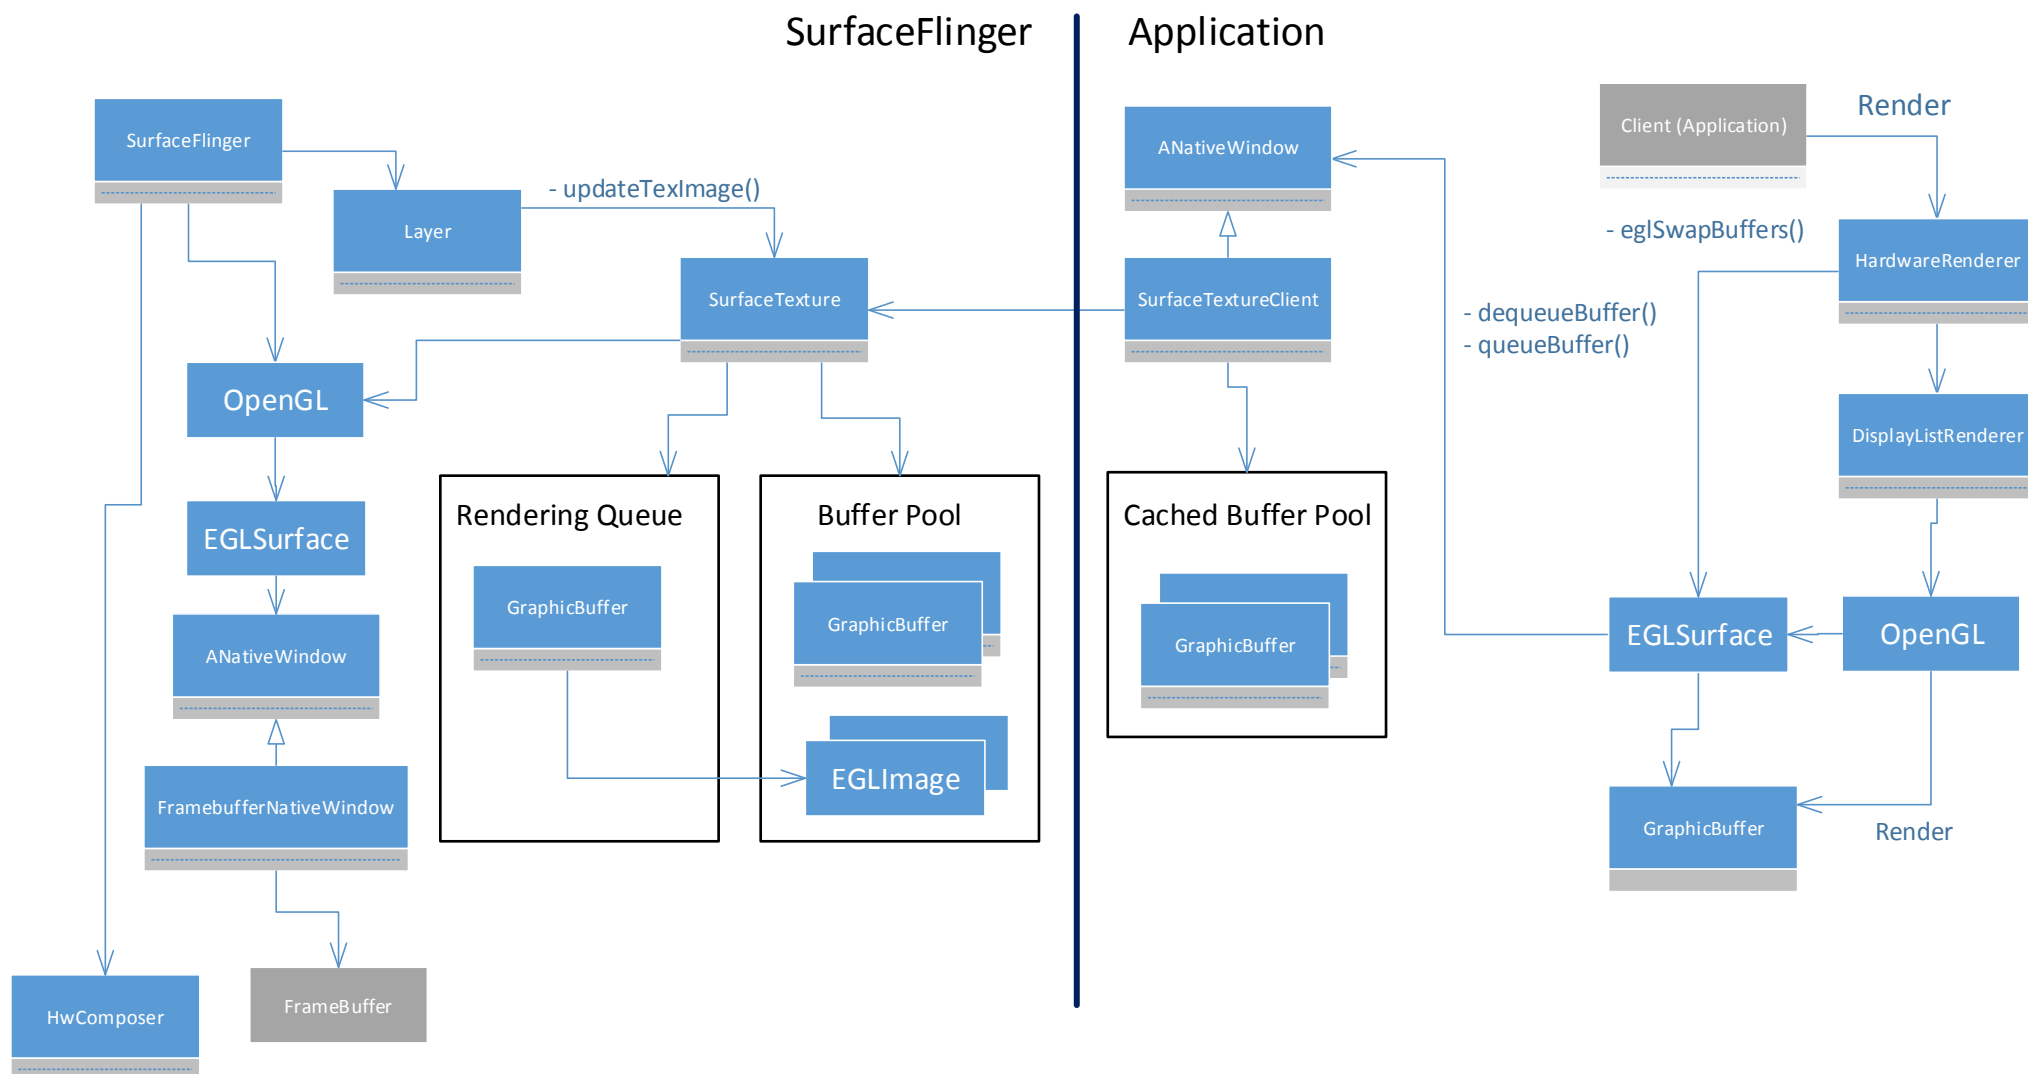 SurfaceFlinger
Application
SurfaceFlinger
Layer
- updateTexImage()
SurfaceTexture
OpenGL
EGLSurface
ANativeWindow
FramebufferNativeWindow
HwComposer
FrameBuffer
Rendering Queue
GraphicBuffer
Buffer Pool
GraphicBuffer
EGLImage
ANativeWindow
SurfaceTextureClient
Cached Buffer Pool
GraphicBuffer
- dequeueBuffer()
- queueBuffer()
Client (Application)
Render
- eglSwapBuffers()
HardwareRenderer
DisplayListRenderer
EGLSurface
OpenGL
GraphicBuffer
Render